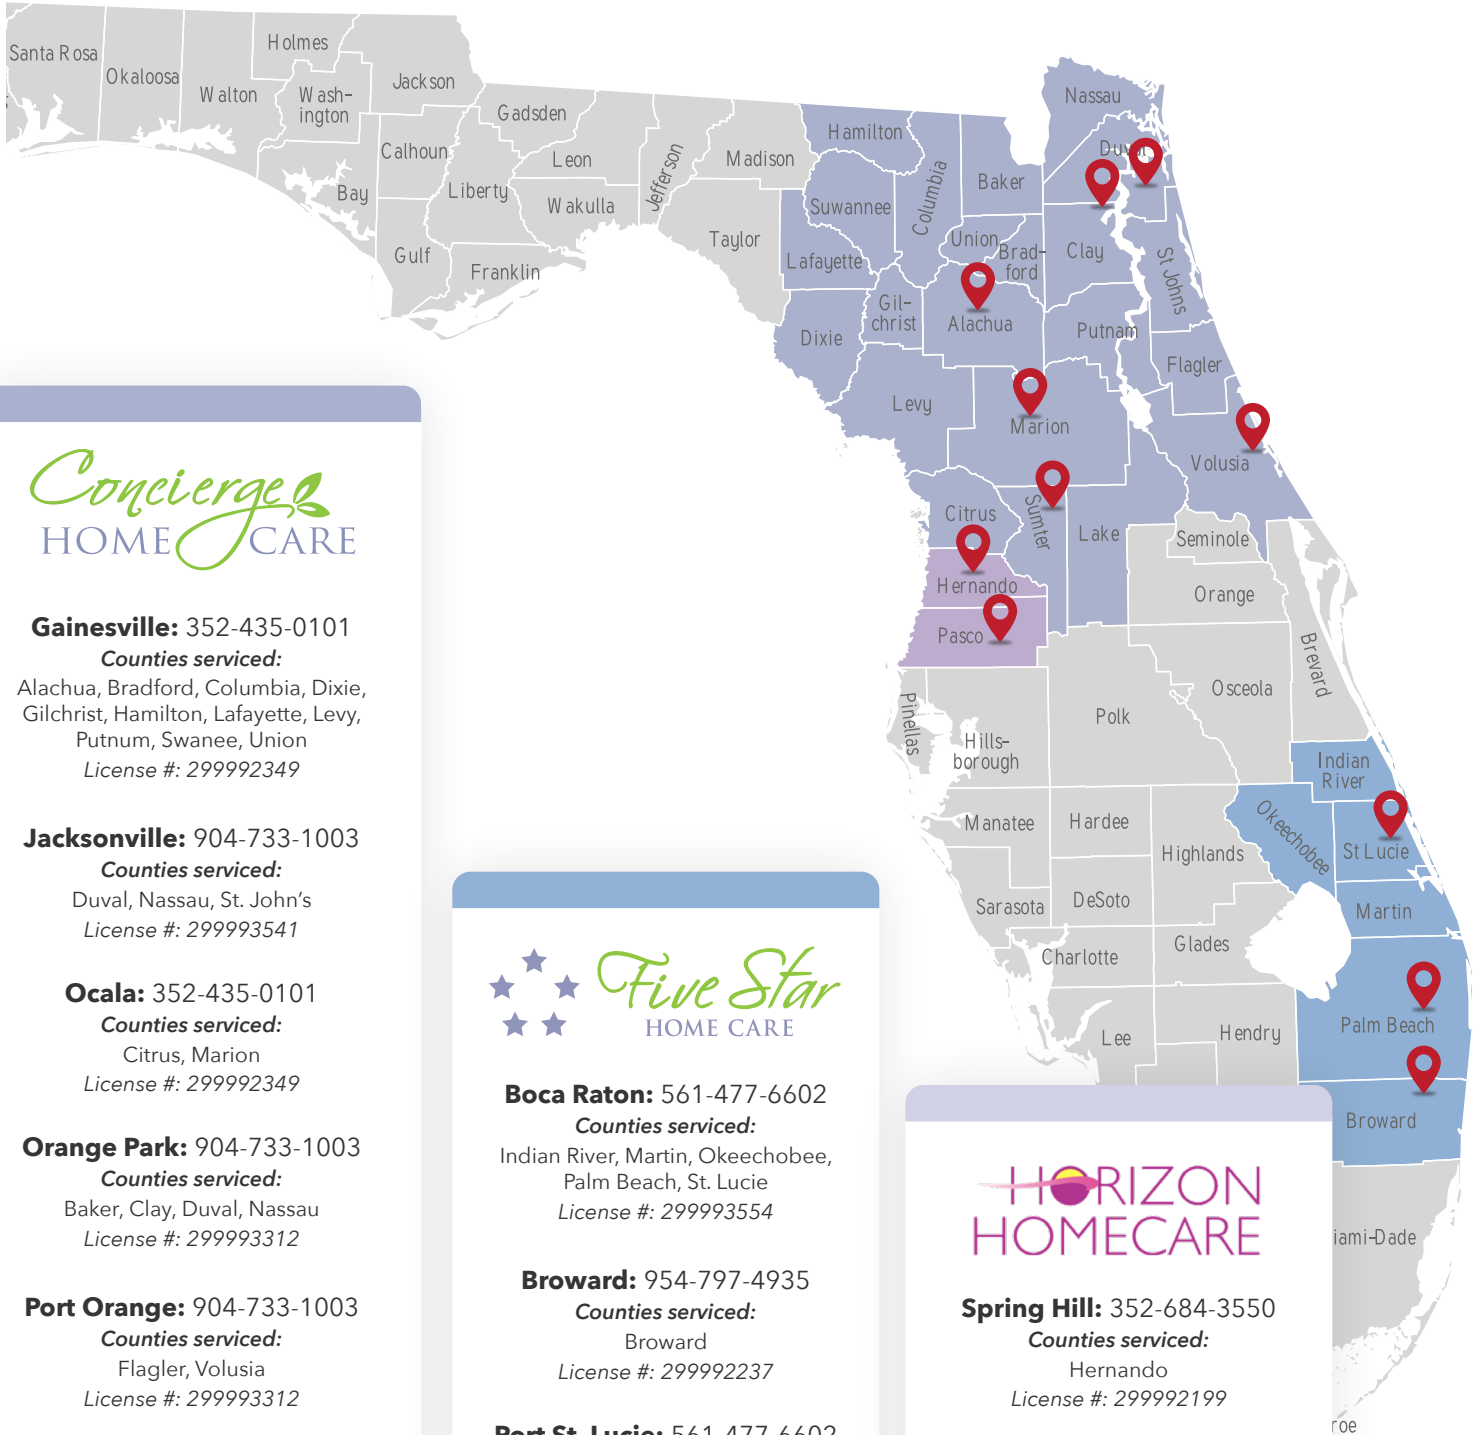 Santa Rosa
Okaloosa
Walton
Holmes
Wash-
ington
Jackson
Calhoun
Bay
Gulf
Gadsden
Liberty
Leon
Wakulla
Franklin
Jefferson
Madison
Taylor
Hamilton
Suwannee
Lafayette
Columbia
Baker
Nassau
Duval
Union
Brad-
ford
Clay
St Johns
Gil-
christ
Alachua
Dixie
Putnam
Flagler
Levy
Marion
Volusia
Citrus
Sumter
Lake
Seminole
Hernando
Orange
Pasco
Brevard
Pinellas
Hills-
borough
Polk
Osceola
Indian
River
Manatee
Hardee
Highlands
Okeechobee
St Lucie
Sarasota
DeSoto
Martin
Charlotte
Glades
Lee
Hendry
Palm Beach
Broward
iami-Dade
roe
Concierge
HOME CARE
Gainesville: 352-435-0101
Counties serviced:
Alachua, Bradford, Columbia, Dixie,
Gilchrist, Hamilton, Lafayette, Levy,
Putnum, Swanee, Union
License #: 299992349
Jacksonville: 904-733-1003
Counties serviced:
Duval, Nassau, St. John's
License #: 299993541
Ocala: 352-435-0101
Counties serviced:
Citrus, Marion
License #: 299992349
Orange Park: 904-733-1003
Counties serviced:
Baker, Clay, Duval, Nassau
License #: 299993312
Port Orange: 904-733-1003
Counties serviced:
Flagler, Volusia
License #: 299993312
Five Star
HOME CARE
Boca Raton: 561-477-6602
Counties serviced:
Indian River, Martin, Okeechobee,
Palm Beach, St. Lucie
License #: 299993554
Broward: 954-797-4935
Counties serviced:
Broward
License #: 299992237
Port St. Lucie: 561-477-6602
HORIZON
HOMECARE
Spring Hill: 352-684-3550
Counties serviced:
Hernando
License #: 299992199